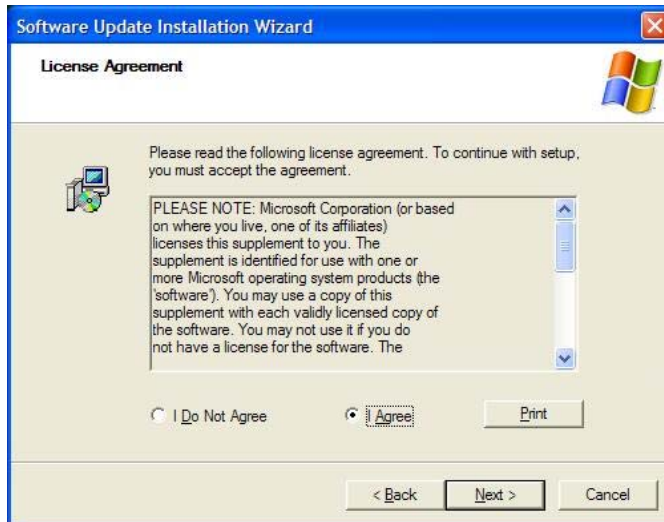 Software Update Installation Wizard
License Agreement
Please read the following license agreement. To continue with setup,
you must accept the agreement.
PLEASE NOTE: Microsoft Corporation (or based
on where you live, one of its affiliates)
licenses this supplement to you. The
supplement is identified for use with one or
more Microsoft operating system products (the
'software'). You may use a copy of this
supplement with each validly licensed copy of
the software. You may not use it if you do
not have a license for the software. The
I Do Not Agree
I Agree
Print
< Back
Next >
Cancel